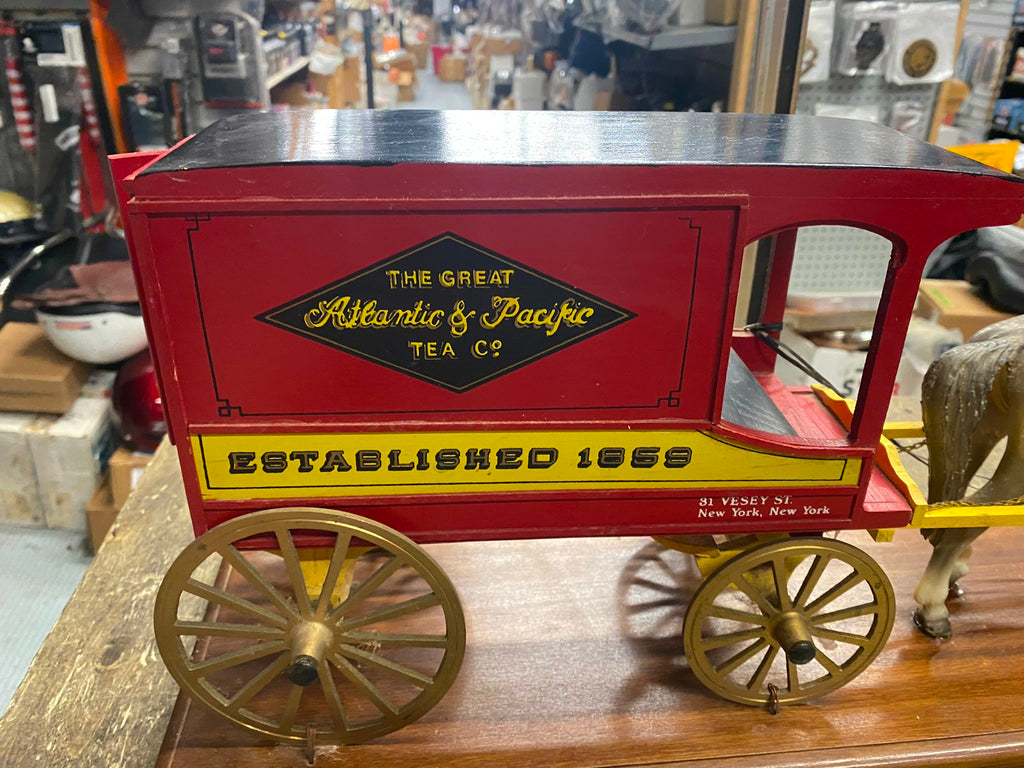 THE GREAT
Atlantic & Pacific
TEA Co
ESTABLISHED 1859
31 VESEY ST.
New York, New York